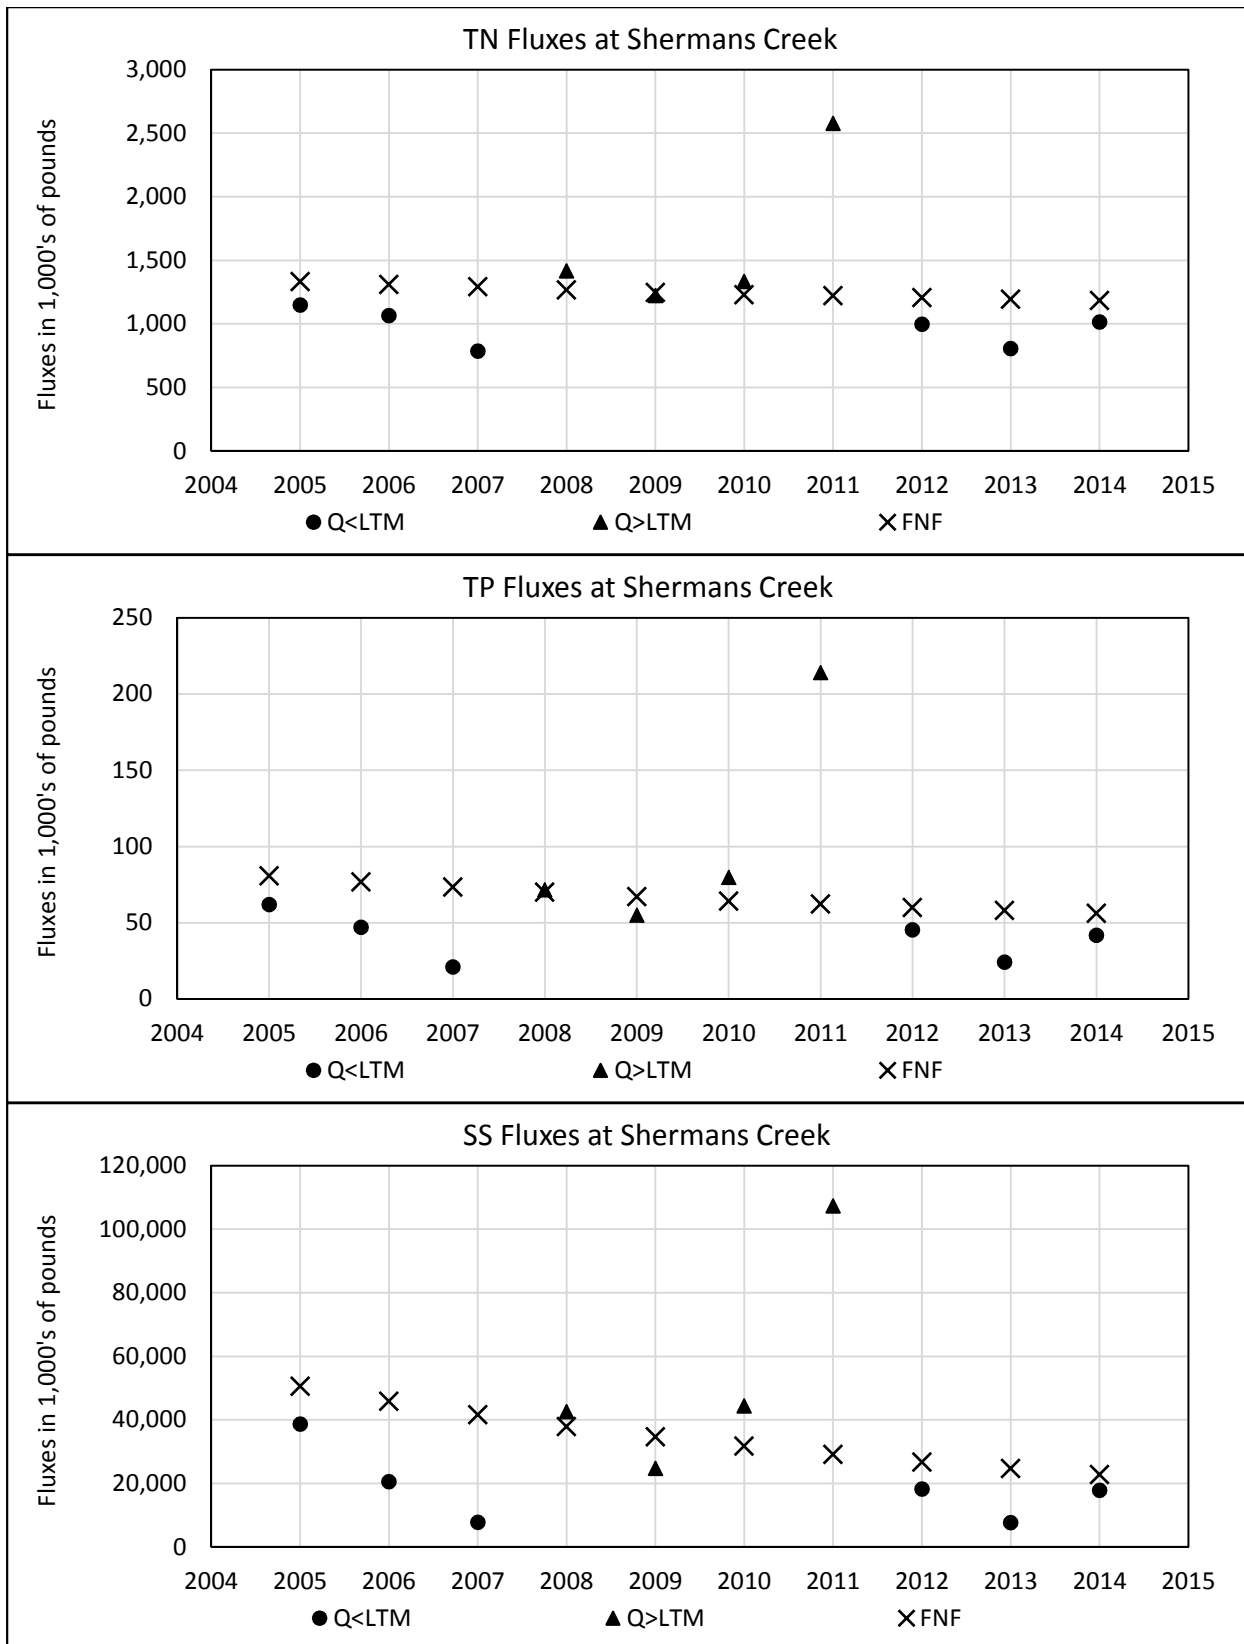 TN Fluxes at Shermans Creek
Fluxes in 1,000's of pounds
3,000
2,500
2,000
1,500
1,000
500
0
2004 2005 2006 2007 2008 2009 2010 2011 2012 2013 2014 2015
Q<LTM Q>LTM FNF
TP Fluxes at Shermans Creek
Fluxes in 1,000's of pounds
250
200
150
100
50
0
2004 2005 2006 2007 2008 2009 2010 2011 2012 2013 2014 2015
Q<LTM Q>LTM FNF
SS Fluxes at Shermans Creek
Fluxes in 1,000's of pounds
120,000
100,000
80,000
60,000
40,000
20,000
0
2004 2005 2006 2007 2008 2009 2010 2011 2012 2013 2014 2015
Q<LTM Q>LTM FNF